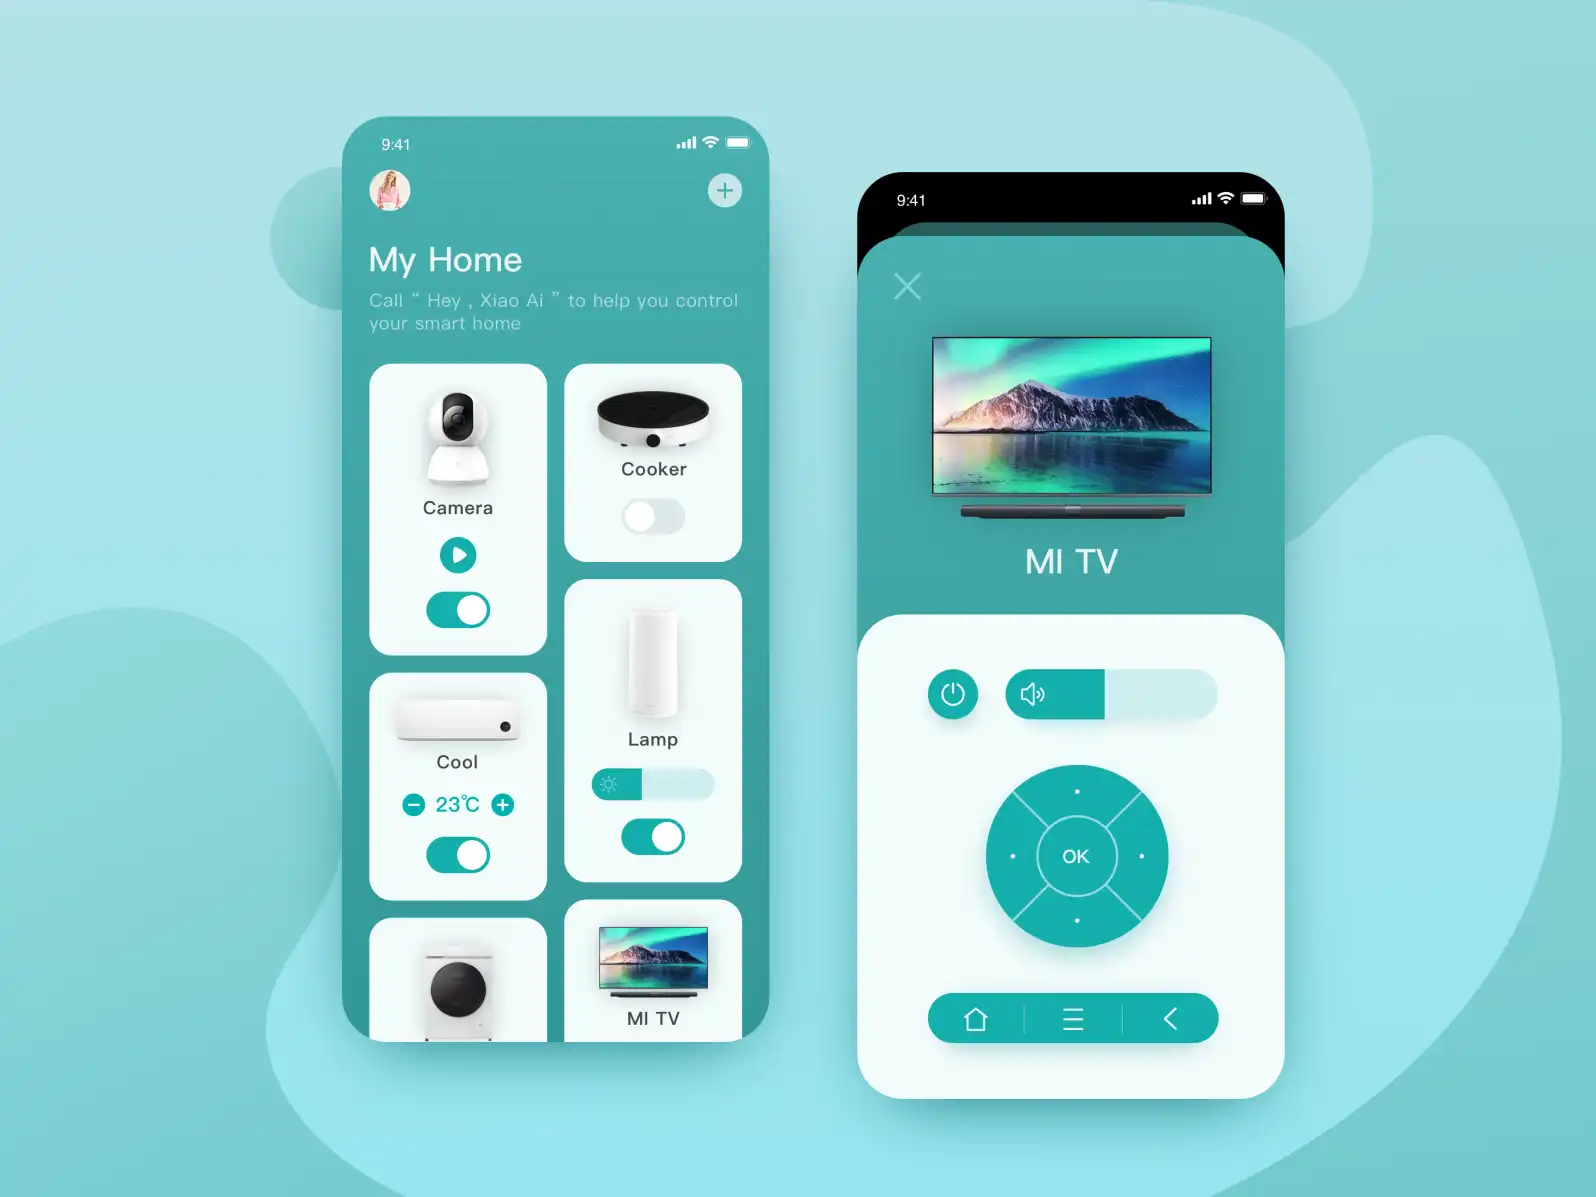 9:41
My Home
Call “ Hey , Xiao Ai ” to help you control
your smart home
Camera
Cooker
Cool
23℃
Lamp
MI TV
9:41
MI TV
OK